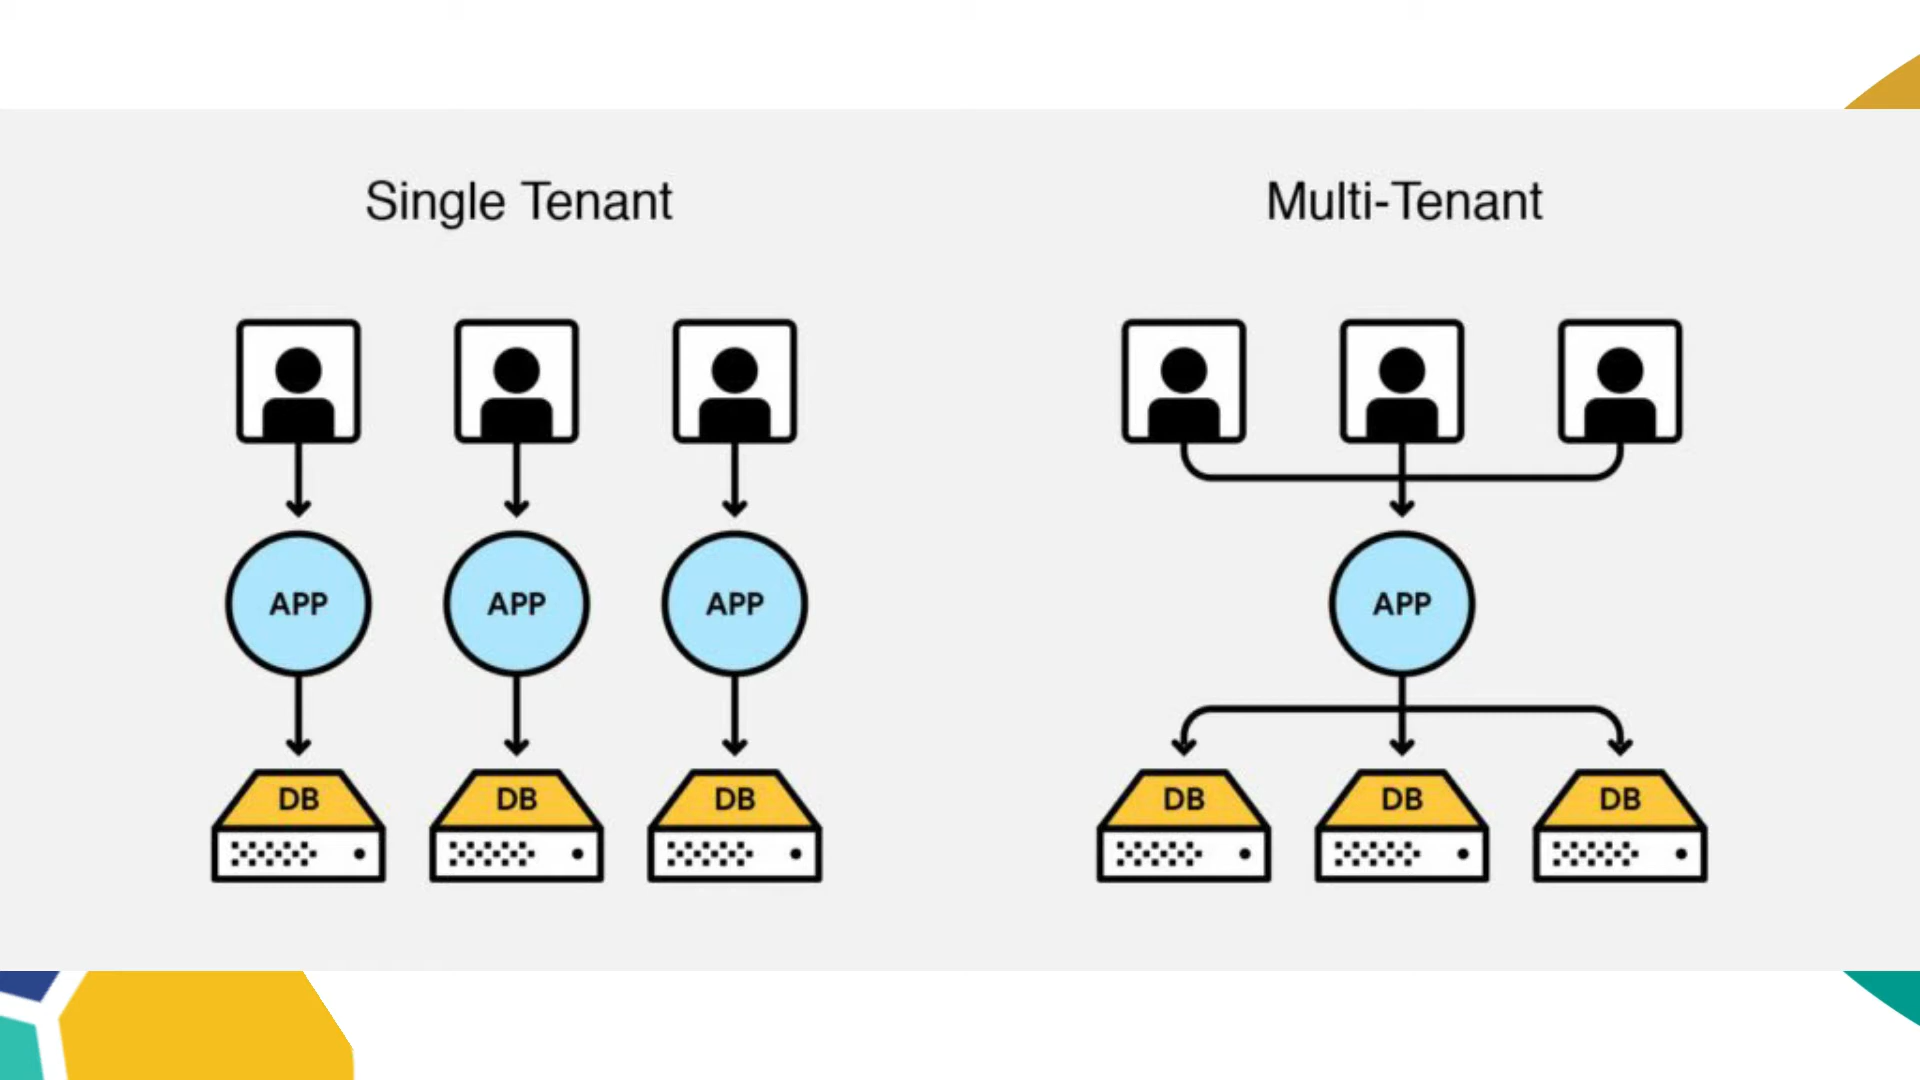 Single Tenant
Multi-Tenant
APP
APP
APP
APP
DB
DB
DB
DB
DB
DB